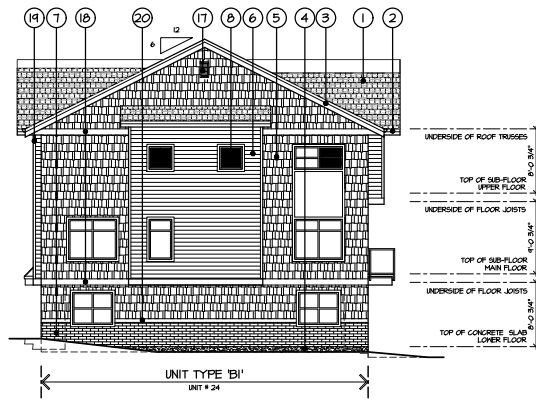 19 7 18 20 17 8 6 5 4 3 1 2
12
6
UNDERSIDE OF ROOF TRUSSES
8'-0 3/4"
TOP OF SUB-FLOOR
UPPER FLOOR
UNDERSIDE OF FLOOR JOISTS
9'-0 3/4"
TOP OF SUB-FLOOR
MAIN FLOOR
UNDERSIDE OF FLOOR JOISTS
8'-0 3/4"
TOP OF CONCRETE SLAB
LOWER FLOOR
UNIT TYPE 'B1'
UNIT # 24